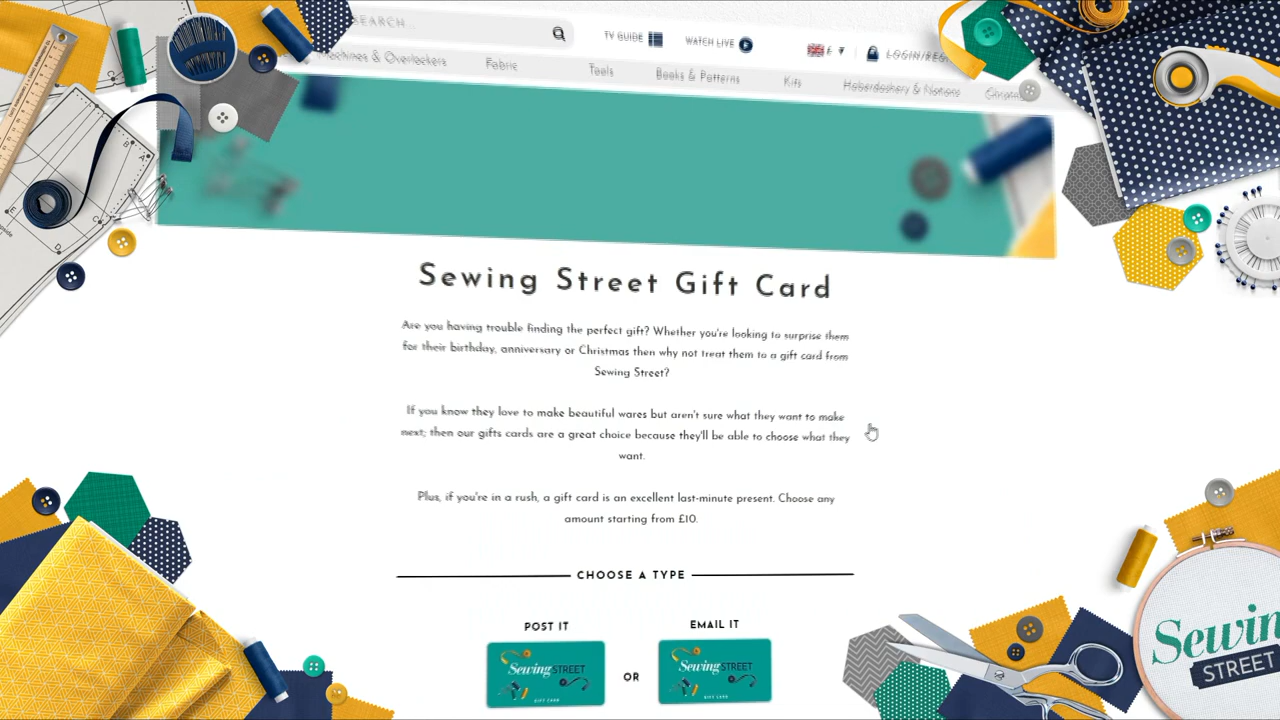 SEARCH...
TV GUIDE
WATCH LIVE
£
LOGIN/REG
Machines & Overlockers
Fabric
Tools
Books & Patterns
Kits
Haberdashery & Notions
Sewing Street Gift Card
Are you having trouble finding the perfect gift? Whether you're looking to surprise them
for their birthday, anniversary or Christmas then why not treat them to a gift card from
Sewing Street?
If you know they love to make beautiful wares but aren't sure what they want to make
next; then our gifts cards are a great choice because they'll be able to choose what they
want.
Plus, if you're in a rush, a gift card is an excellent last-minute present. Choose any
amount starting from £10.
CHOOSE A TYPE
POST IT
EMAIL IT
Sewing STREET
GIFT CARD
OR
Sewing STREET
GIFT CARD
Sewin
STREET